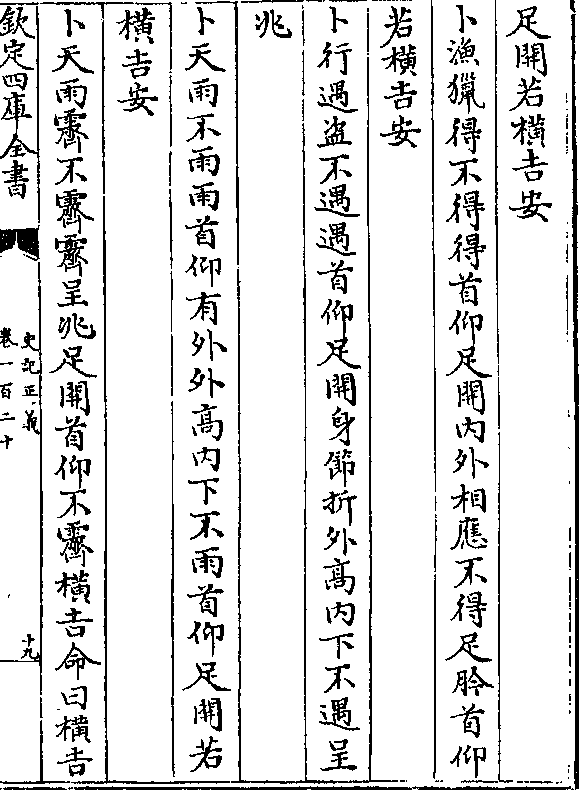 足開若横吉安
卜漁獵得不得得首仰足開内外相應不得足肣首仰
若横吉安
卜行遇盗不遇遇首仰足開身節折外髙内下不遇呈
兆
卜天雨不雨雨首仰有外外髙内下不雨首仰足開若
横吉安
卜天雨霽不霽霽呈兆足開首仰不霽横吉命曰横吉
欽定四庫全書
史記正義
卷一百二十
十九